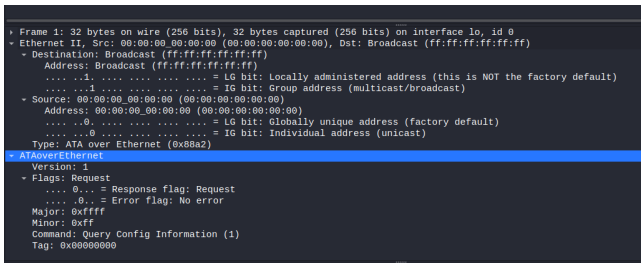 Frame 1: 32 bytes on wire (256 bits), 32 bytes captured (256 bits) on interface lo, id 0
Ethernet II, Src: 00:00:00_00:00:00 (00:00:00:00:00:00), Dst: Broadcast (ff:ff:ff:ff:ff:ff)
Destination: Broadcast (ff:ff:ff:ff:ff:ff)
Address: Broadcast (ff:ff:ff:ff:ff:ff)
.... ..1. .... .... .... .... = LG bit: Locally administered address (this is NOT the factory default)
.... ...1 .... .... .... .... = IG bit: Group address (multicast/broadcast)
Source: 00:00:00_00:00:00 (00:00:00:00:00:00)
Address: 00:00:00_00:00:00 (00:00:00:00:00:00)
.... ..0. .... .... .... .... = LG bit: Globally unique address (factory default)
.... ...0 .... .... .... .... = IG bit: Individual address (unicast)
Type: ATA over Ethernet (0x88a2)
ATAoverEthernet
Version: 1
Flags: Request
.... 0... = Response flag: Request
.... .0.. = Error flag: No error
Major: 0xffff
Minor: 0xff
Command: Query Config Information (1)
Tag: 0x00000000